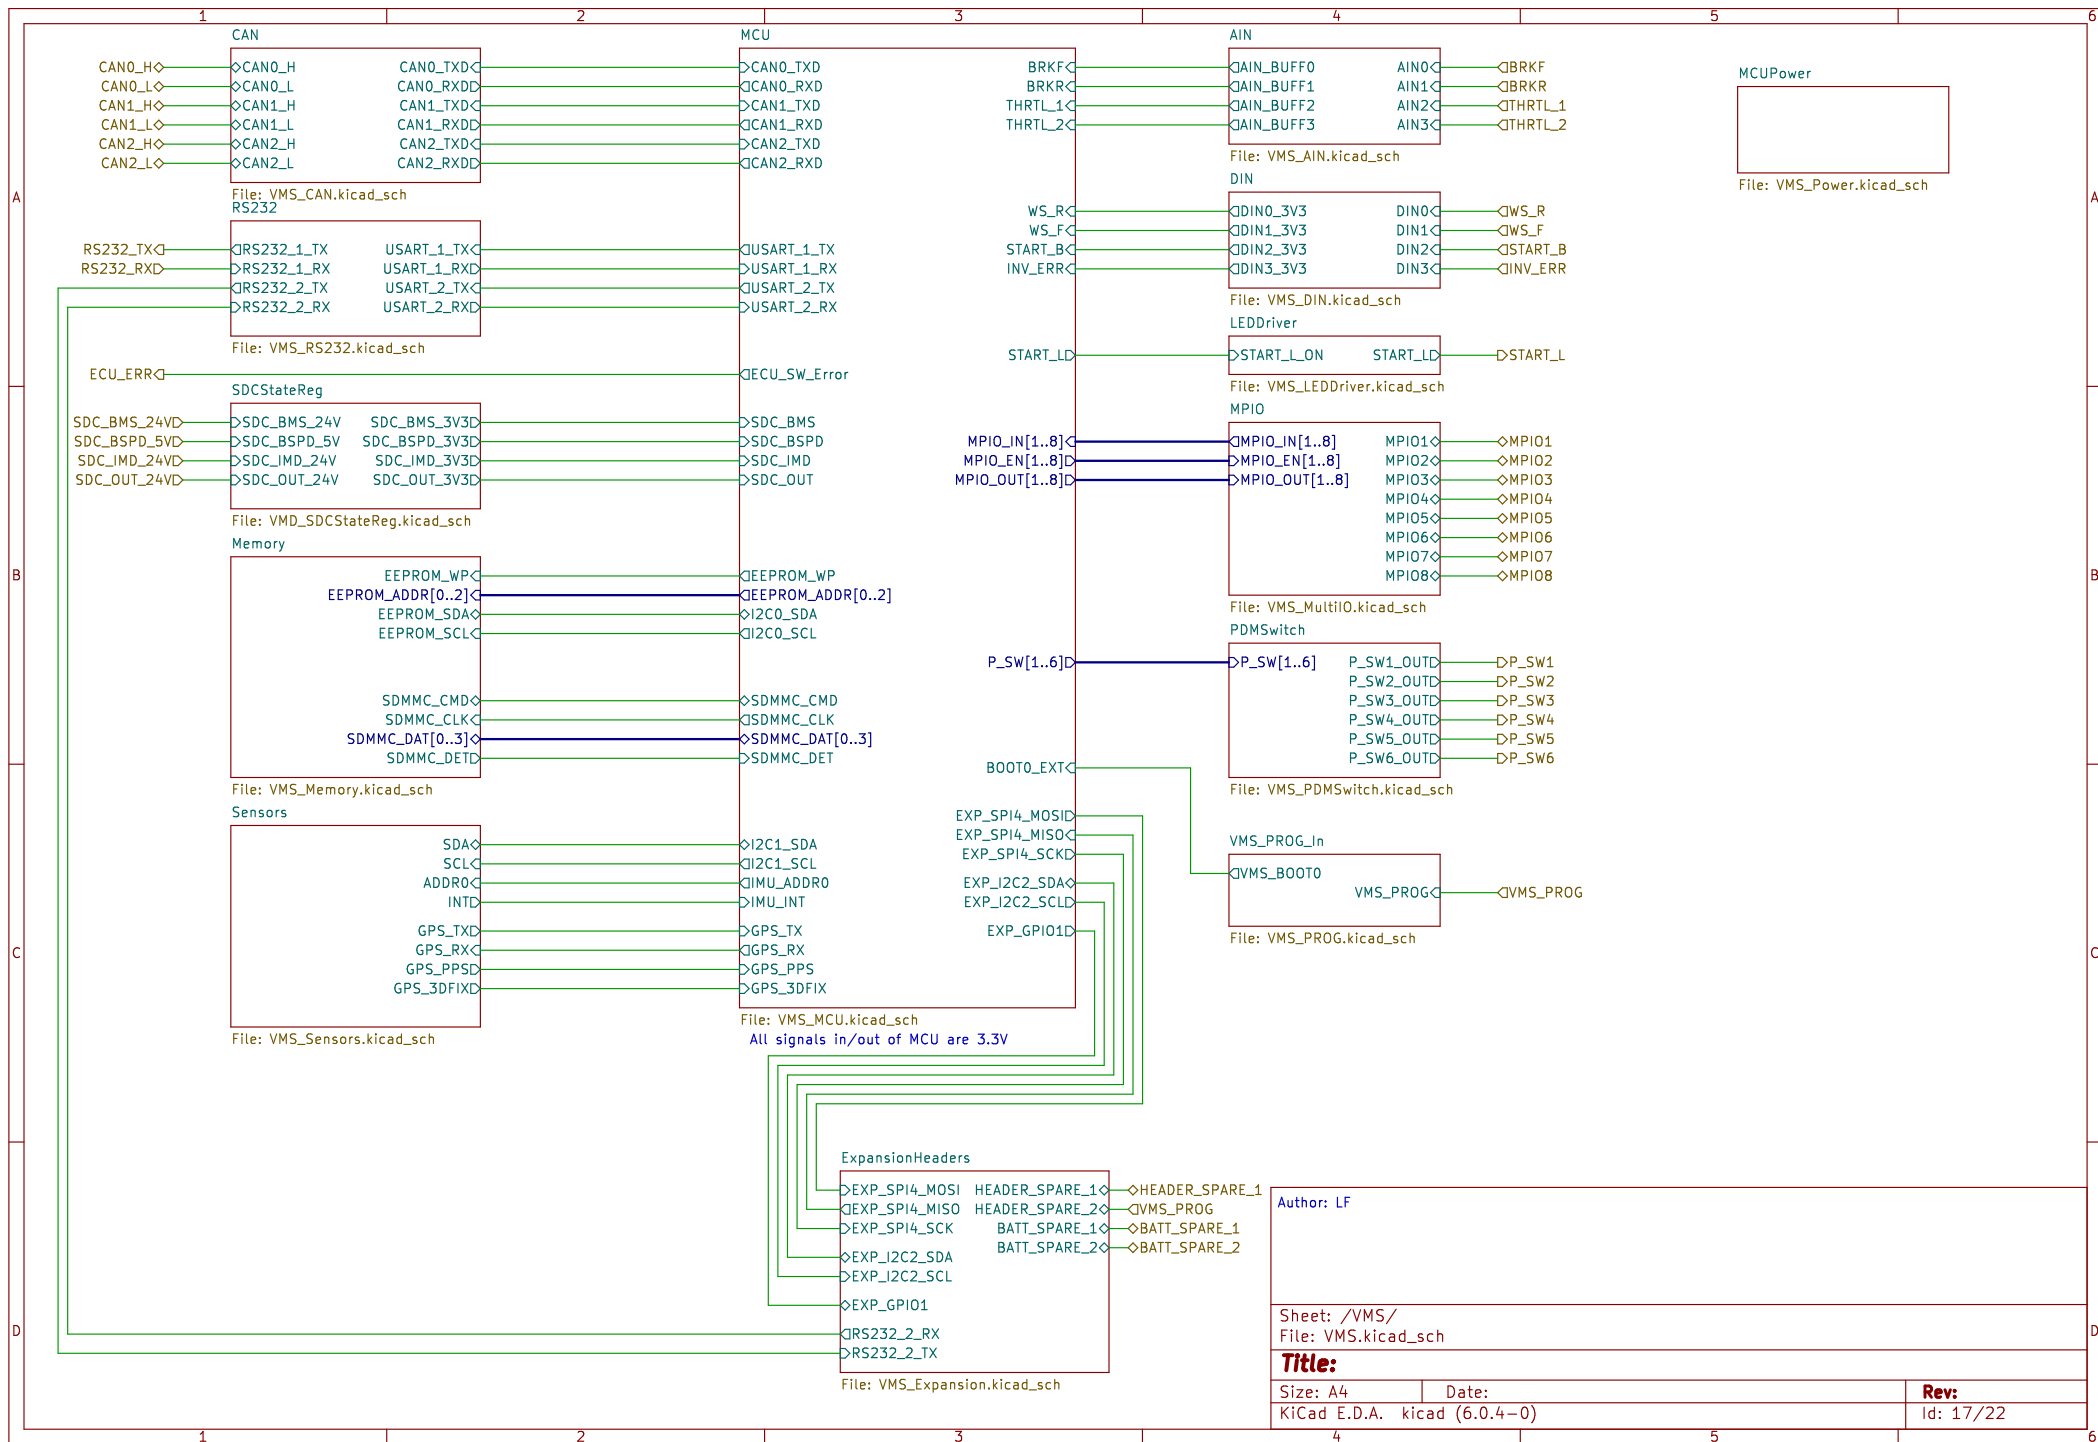 1 2 3 4 5 6
CAN
CAN0_H CAN0_H CAN0_TXD
CAN0_L CAN0_L CAN0_RXD
CAN1_H CAN1_H CAN1_TXD
CAN1_L CAN1_L CAN1_RXD
CAN2_H CAN2_H CAN2_TXD
CAN2_L CAN2_L CAN2_RXD
File: VMS_CAN.kicad_sch
RS232
RS232_TX RS232_1_TX USART_1_TX
RS232_RX RS232_1_RX USART_1_RX
RS232_2_TX USART_2_TX
RS232_2_RX USART_2_RX
File: VMS_RS232.kicad_sch
ECU_ERR
SDCStateReg
SDC_BMS_24V SDC_BMS_24V SDC_BMS_3V3
SDC_BSPD_5V SDC_BSPD_5V SDC_BSPD_3V3
SDC_IMD_24V SDC_IMD_24V SDC_IMD_3V3
SDC_OUT_24V SDC_OUT_24V SDC_OUT_3V3
File: VMD_SDCStateReg.kicad_sch
Memory
EEPROM_WP
EEPROM_ADDR[0..2]
EEPROM_SDA
EEPROM_SCL
SDMMC_CMD
SDMMC_CLK
SDMMC_DAT[0..3]
SDMMC_DET
File: VMS_Memory.kicad_sch
Sensors
SDA
SCL
ADDR0
INT
GPS_TX
GPS_RX
GPS_PPS
GPS_3DFIX
File: VMS_Sensors.kicad_sch
MCU
CAN0_TXD BRKF
CAN0_RXD BRKR
CAN1_TXD THRTL_1
CAN1_RXD THRTL_2
CAN2_TXD
CAN2_RXD
WS_R
WS_F
USART_1_TX START_B
USART_1_RX INV_ERR
USART_2_TX
USART_2_RX
START_L
ECU_SW_Error
SDC_BMS
SDC_BSPD MPIO_IN[1..8]
SDC_IMD MPIO_EN[1..8]
SDC_OUT MPIO_OUT[1..8]
EEPROM_WP
EEPROM_ADDR[0..2]
I2C0_SDA
I2C0_SCL
P_SW[1..6]
SDMMC_CMD
SDMMC_CLK
SDMMC_DAT[0..3]
SDMMC_DET
BOOT0_EXT
EXP_SPI4_MOSI
EXP_SPI4_MISO
I2C1_SDA
EXP_SPI4_SCK
I2C1_SCL
IMU_ADDR0 EXP_I2C2_SDA
IMU_INT EXP_I2C2_SCL
GPS_TX EXP_GPIO1
GPS_RX
GPS_PPS
GPS_3DFIX
File: VMS_MCU.kicad_sch
All signals in/out of MCU are 3.3V
AIN
AIN_BUFF0 AIN0 BRKF
AIN_BUFF1 AIN1 BRKR
AIN_BUFF2 AIN2 THRTL_1
AIN_BUFF3 AIN3 THRTL_2
File: VMS_AIN.kicad_sch
DIN
DIN0_3V3 DIN0 WS_R
DIN1_3V3 DIN1 WS_F
DIN2_3V3 DIN2 START_B
DIN3_3V3 DIN3 INV_ERR
File: VMS_DIN.kicad_sch
LEDDriver
START_L_ON START_L START_L
File: VMS_LEDDriver.kicad_sch
MPIO
MPIO_IN[1..8] MPIO1 MPIO1
MPIO_EN[1..8] MPIO2 MPIO2
MPIO_OUT[1..8] MPIO3 MPIO3
MPIO4 MPIO4
MPIO5 MPIO5
MPIO6 MPIO6
MPIO7 MPIO7
MPIO8 MPIO8
File: VMS_MultiIO.kicad_sch
PDMSwitch
P_SW[1..6] P_SW1_OUT P_SW1
P_SW2_OUT P_SW2
P_SW3_OUT P_SW3
P_SW4_OUT P_SW4
P_SW5_OUT P_SW5
P_SW6_OUT P_SW6
File: VMS_PDMSwitch.kicad_sch
VMS_PROG_In
VMS_BOOT0
VMS_PROG VMS_PROG
File: VMS_PROG.kicad_sch
MCUPower
File: VMS_Power.kicad_sch
ExpansionHeaders
EXP_SPI4_MOSI HEADER_SPARE_1 HEADER_SPARE_1
EXP_SPI4_MISO HEADER_SPARE_2 VMS_PROG
EXP_SPI4_SCK BATT_SPARE_1 BATT_SPARE_1
BATT_SPARE_2 BATT_SPARE_2
EXP_I2C2_SDA
EXP_I2C2_SCL
EXP_GPIO1
RS232_2_RX
RS232_2_TX
File: VMS_Expansion.kicad_sch
A A
B B
C C
D D
Author: LF
Sheet: /VMS/
File: VMS.kicad_sch
Title:
Size: A4 Date: Rev:
KiCad E.D.A. kicad (6.0.4-0) Id: 17/22
1 2 3 4 5 6